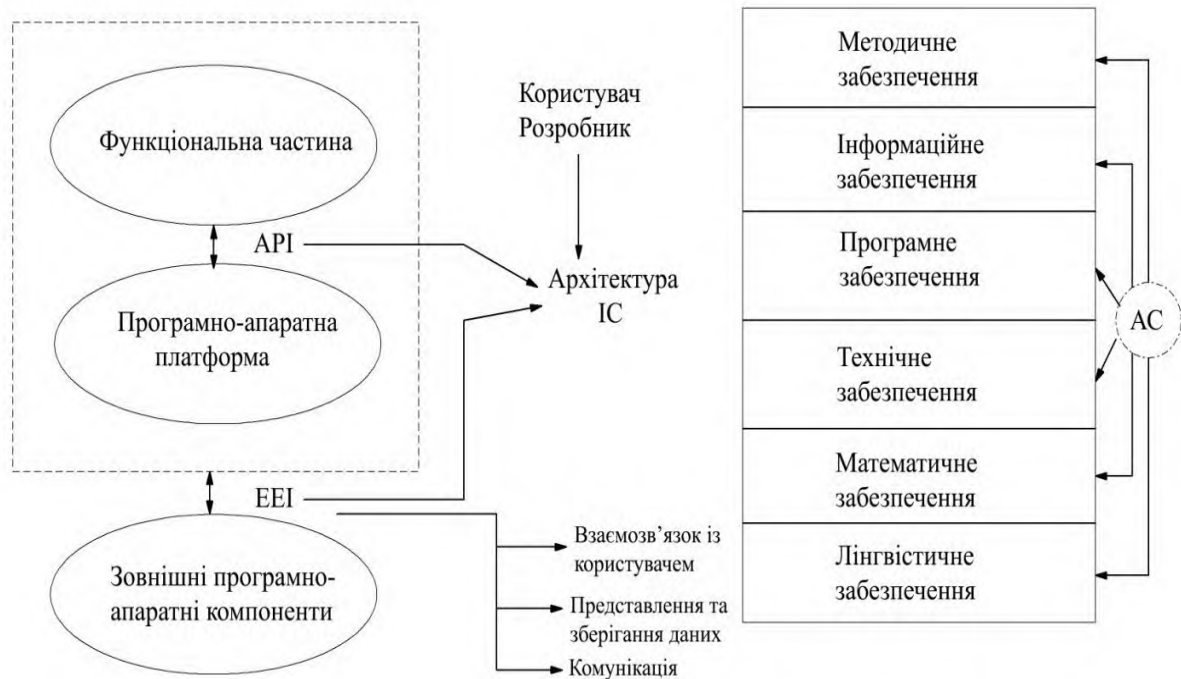 Функціональна частина
API
Програмно-апаратна
платформа
EEI
Зовнішні програмно-
апаратні компоненти
Користувач
Розробник
Архітектура
ІС
Взаємозв’язок із
користувачем
Представлення та
зберігання даних
Комунікація
Методичне
забезпечення
Інформаційне
забезпечення
Програмне
забезпечення
Технічне
забезпечення
Математичне
забезпечення
Лінгвістичне
забезпечення
АС